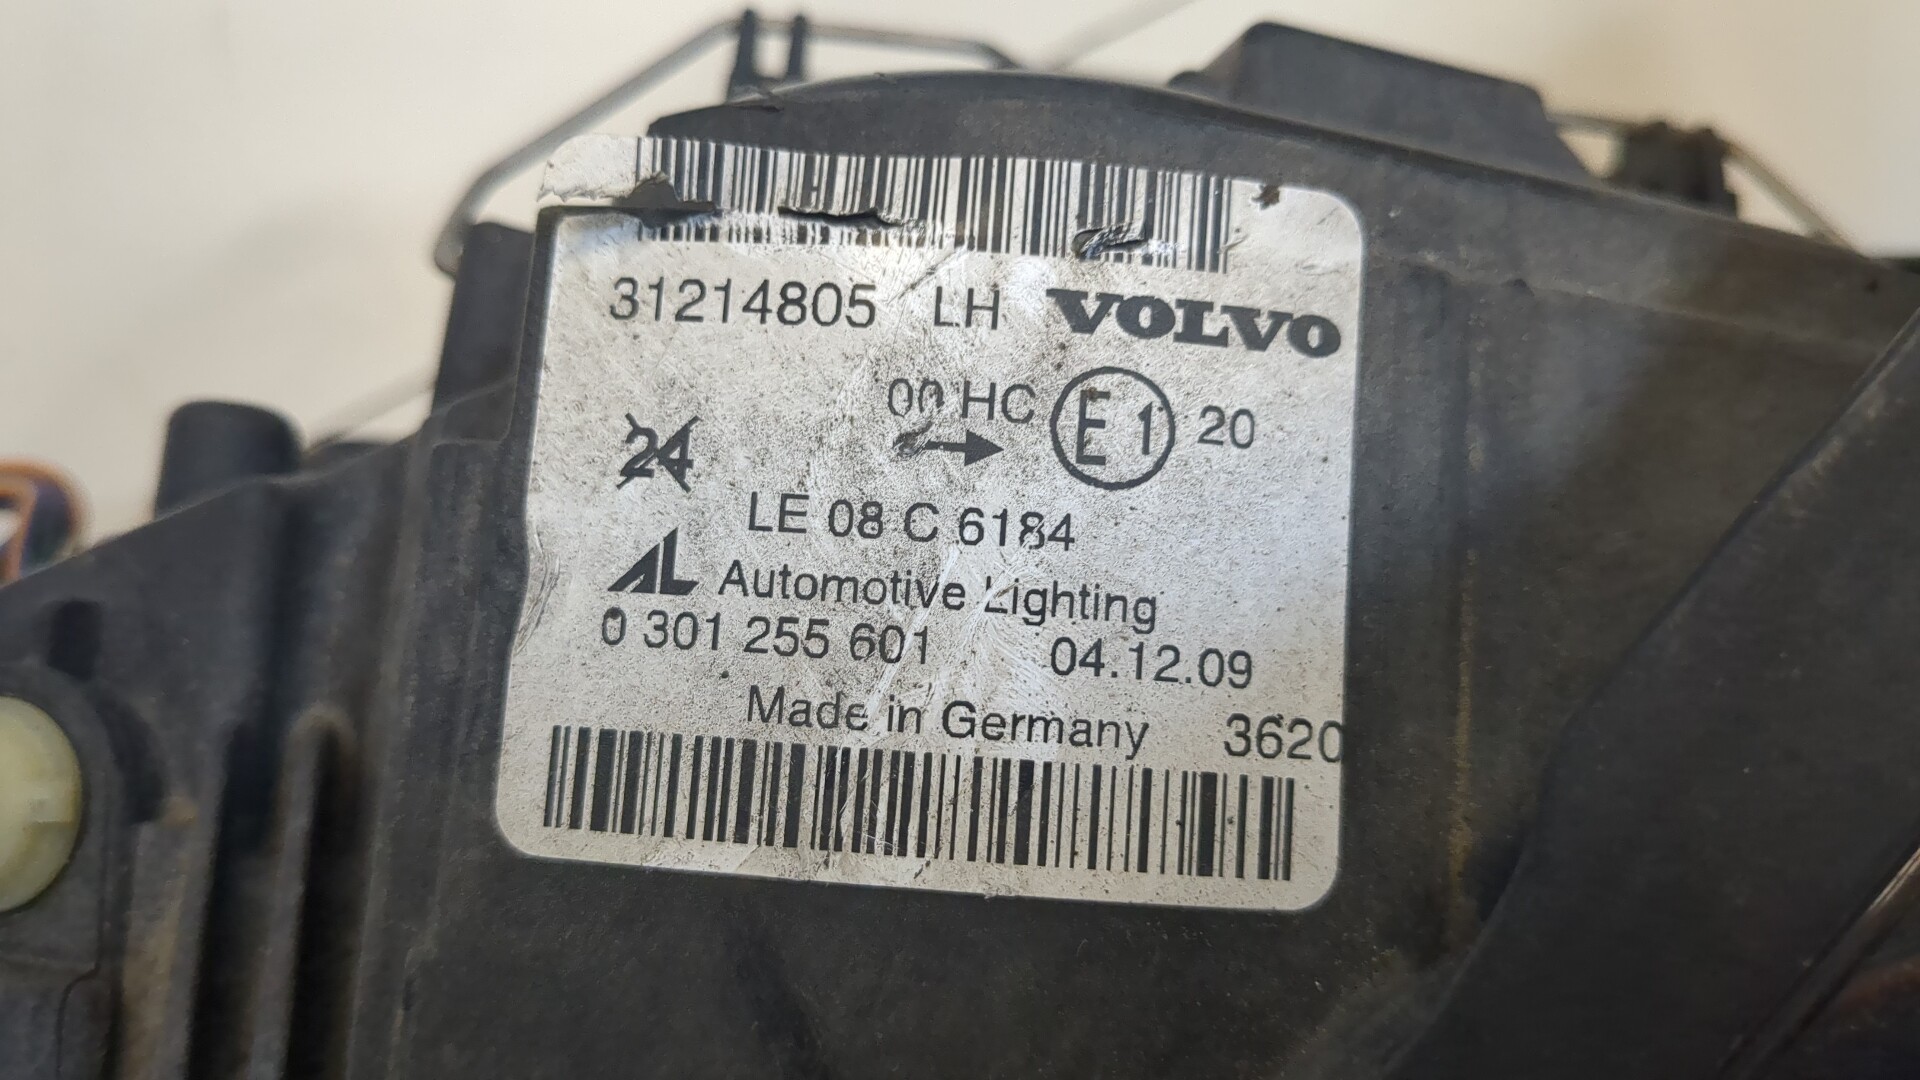 31214805 LH VOLVO
00 HC E1 20
24
LE 08 C 6184
AL Automotive Lighting
0 301 255 601 04.12.09
Made in Germany 3620